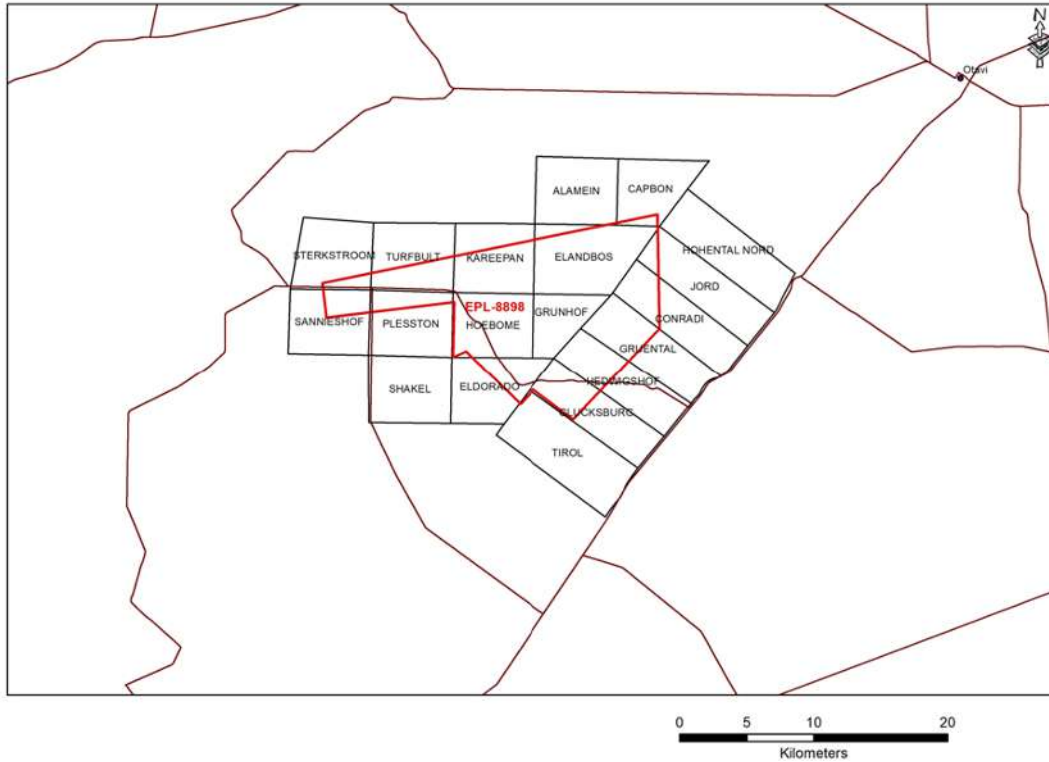 N
Otavi
ALAMEIN
CAPBON
STERKSTROOM
TURFBULT
KAREEPAN
ELANDBOS
HOHENTAL NORD
JORD
EPL-8898
SANNIESHOF
PLESSTON
HOEBOME
GRUNHOF
CONRADI
GRUENTAL
SHAKEL
ELDORADO
HEDWIGSHOF
GLUCKSBURG
TIROL
0 5 10 20
Kilometers